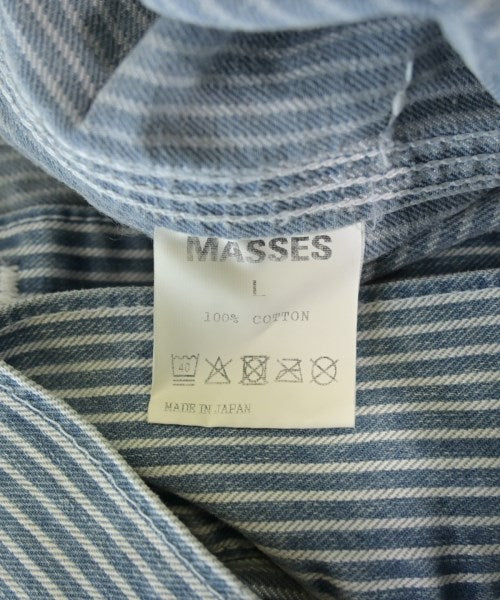 MASSES
L
100% COTTON
40
MADE IN JAPAN